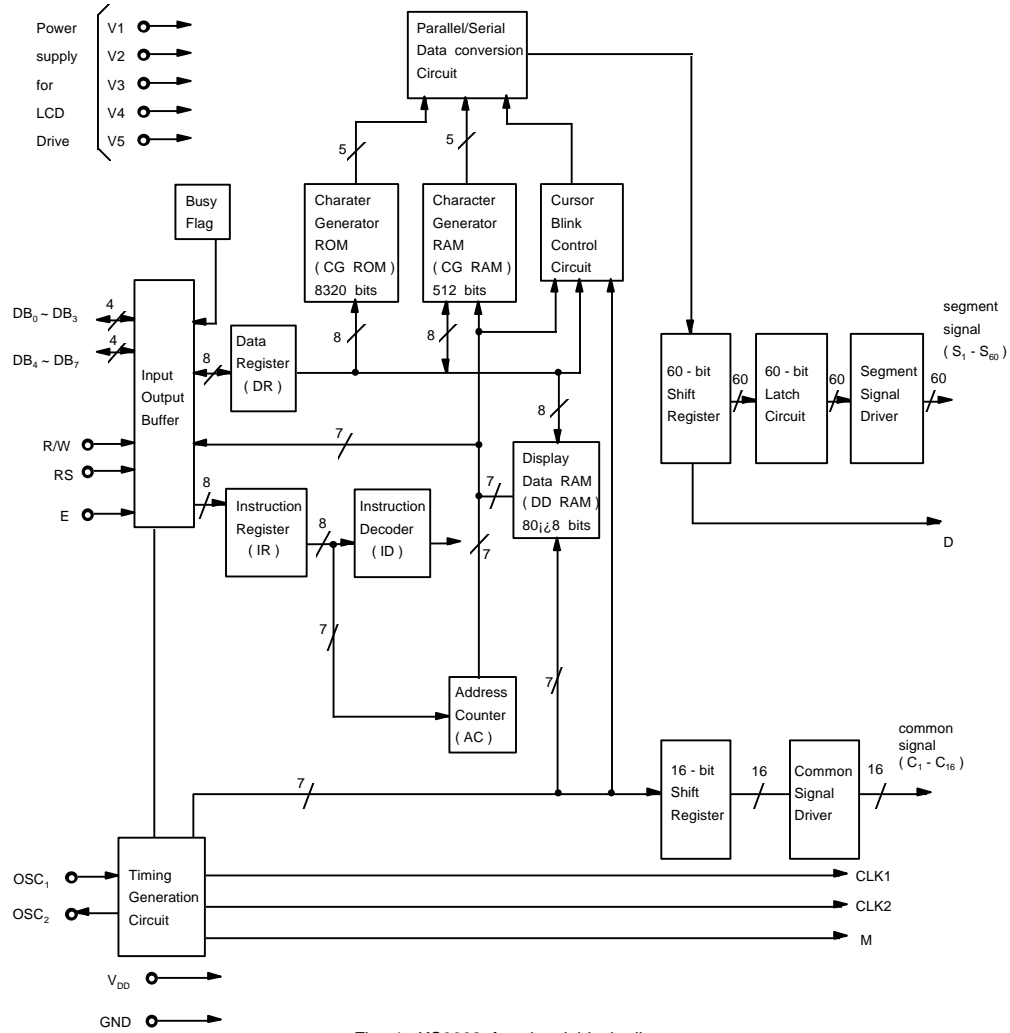 Power V1
supply V2
for V3
LCD V4
Drive V5
Parallel/Serial
Data conversion
Circuit
5
5
Busy
Flag
Charater
Generator
ROM
( CG ROM )
8320 bits
Character
Generator
RAM
( CG RAM )
512 bits
Cursor
Blink
Control
Circuit
8
8
DB₀ ~ DB₃
4
DB₄ ~ DB₇
4
R/W
RS
E
Input
Output
Buffer
8
Data
Register
( DR )
7
8
Instruction
Register
( IR )
8
Instruction
Decoder
( ID )
7
8
Display
Data RAM
( DD RAM )
80¡¿8 bits
7
7
Address
Counter
( AC )
7
7
60 - bit
Shift
Register
60
60 - bit
Latch
Circuit
60
Segment
Signal
Driver
60
segment
signal
( S₁ - S₆₀ )
D
16 - bit
Shift
Register
16
Common
Signal
Driver
16
common
signal
( C₁ - C₁₆ )
OSC₁
OSC₂
Timing
Generation
Circuit
CLK1
CLK2
M
V_DD
GND